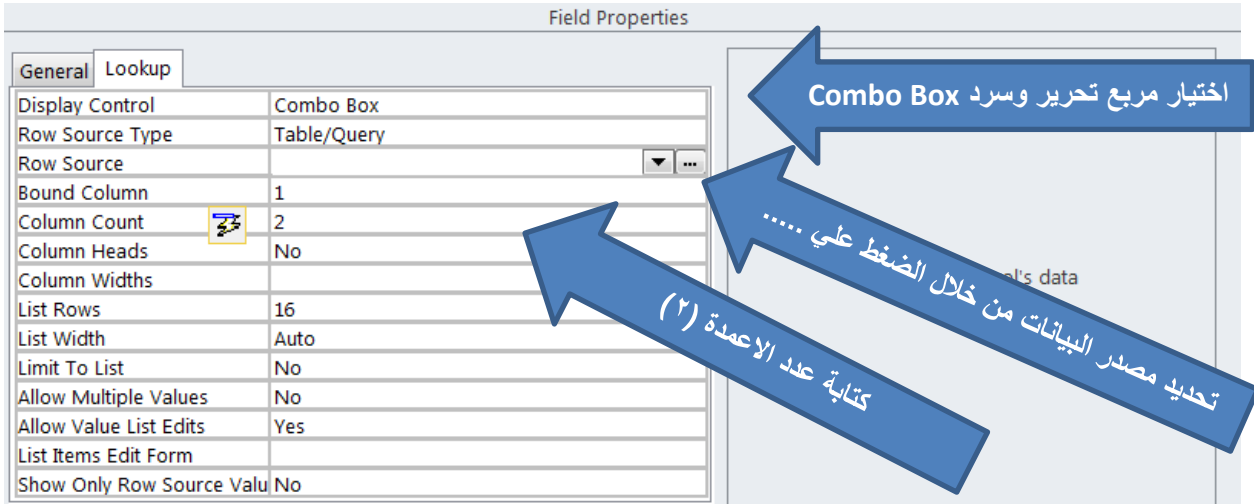 Field Properties
General Lookup
Display Control Combo Box
Row Source Type Table/Query
Row Source
Bound Column 1
Column Count 2
Column Heads No
Column Widths
List Rows 16
List Width Auto
Limit To List No
Allow Multiple Values No
Allow Value List Edits Yes
List Items Edit Form
Show Only Row Source Valu No
اختيار مربع تحرير وسرد Combo Box
تحديد مصدر البيانات من خلال الضغط علي .....
كتابة عدد الاعمدة (٢)
's data